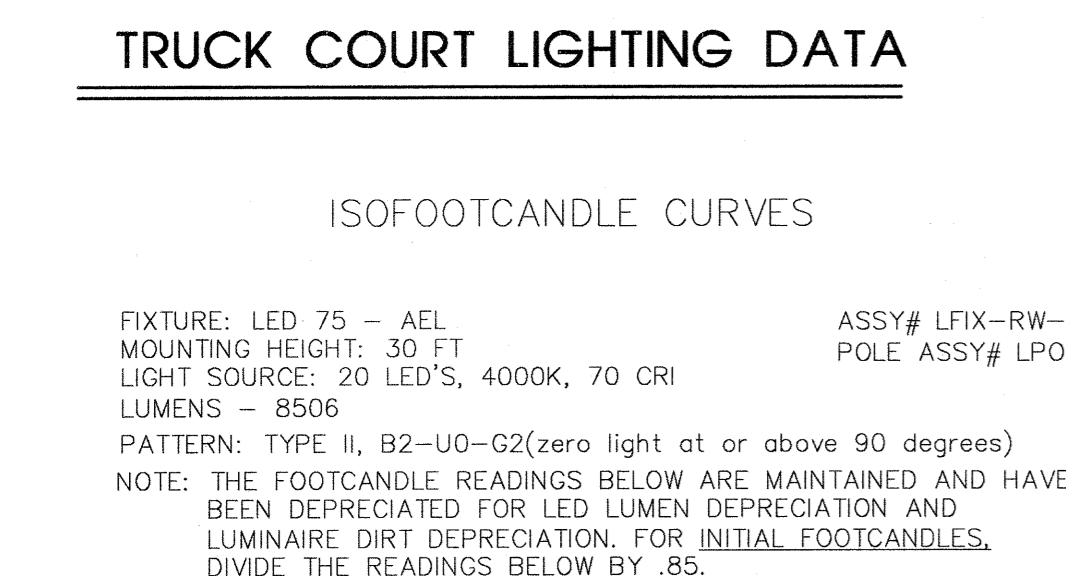 TRUCK COURT LIGHTING DATA
ISOFOOTCANDLE CURVES
FIXTURE: LED 75 – AEL
MOUNTING HEIGHT: 30 FT
LIGHT SOURCE: 20 LED'S, 4000K, 70 CRI
LUMENS – 8506
ASSY# LFIX–RW–
POLE ASSY# LPO
PATTERN: TYPE II, B2–U0–G2(zero light at or above 90 degrees)
NOTE: THE FOOTCANDLE READINGS BELOW ARE MAINTAINED AND HAVE
BEEN DEPRECIATED FOR LED LUMEN DEPRECIATION AND
LUMINAIRE DIRT DEPRECIATION. FOR INITIAL FOOTCANDLES,
DIVIDE THE READINGS BELOW BY .85.